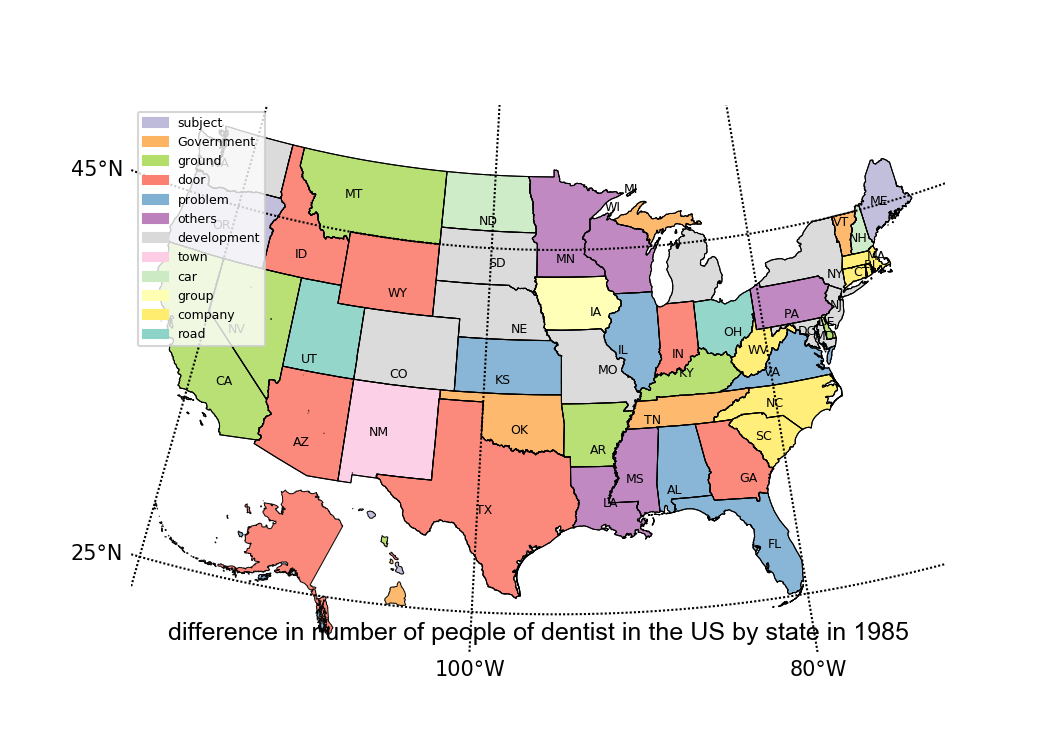 subject
Government
ground
door
problem
others
development
town
car
group
company
road
45°N
25°N
100°W
80°W
WA
OR
NV
CA
ID
MT
WY
UT
AZ
CO
NM
ND
SD
NE
KS
OK
TX
MN
IA
MO
AR
LA
WI
MI
IL
IN
OH
KY
TN
MS
AL
GA
FL
SC
NC
VA
WV
PA
NY
VT
NH
ME
MA
RI
CT
NJ
DE
MD
DC
difference in number of people of dentist in the US by state in 1985